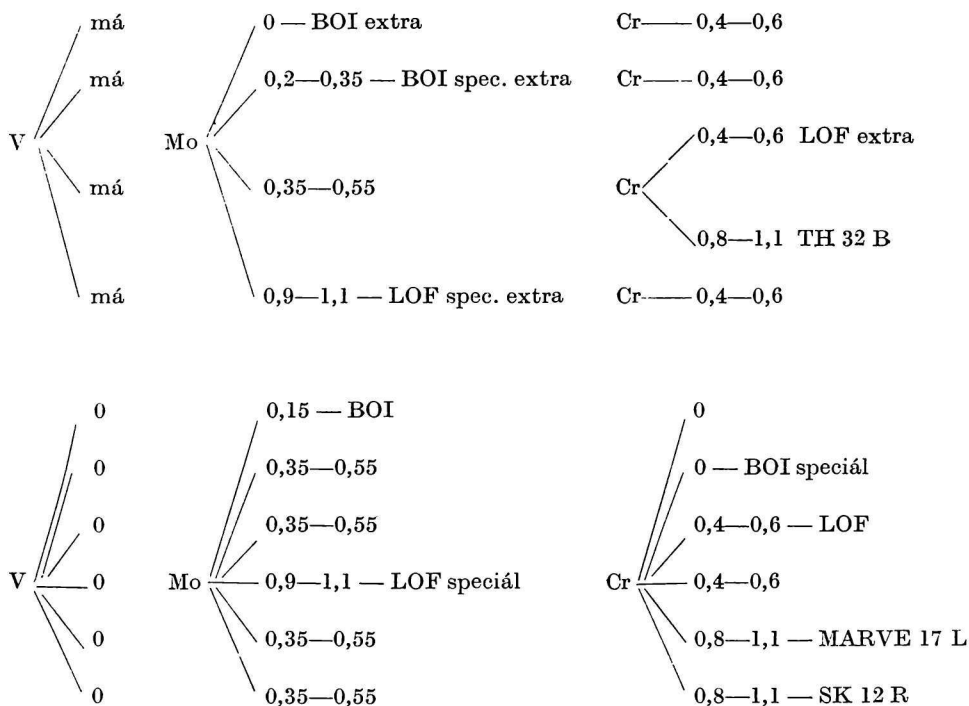 má 0 — BOI extra Cr — 0,4—0,6
má 0,2—0,35 — BOI spec. extra Cr — 0,4—0,6
V Mo 0,4—0,6 LOF extra
má 0,35—0,55 Cr
0,8—1,1 TH 32 B
má 0,9—1,1 — LOF spec. extra Cr — 0,4—0,6
0 0,15 — BOI 0
0 0,35—0,55 0 — BOI speciál
0 0,35—0,55 0,4—0,6 — LOF
V 0 Mo 0,9—1,1 — LOF speciál Cr 0,4—0,6
0 0,35—0,55 0,8—1,1 — MARVE 17 L
0 0,35—0,55 0,8—1,1 — SK 12 R